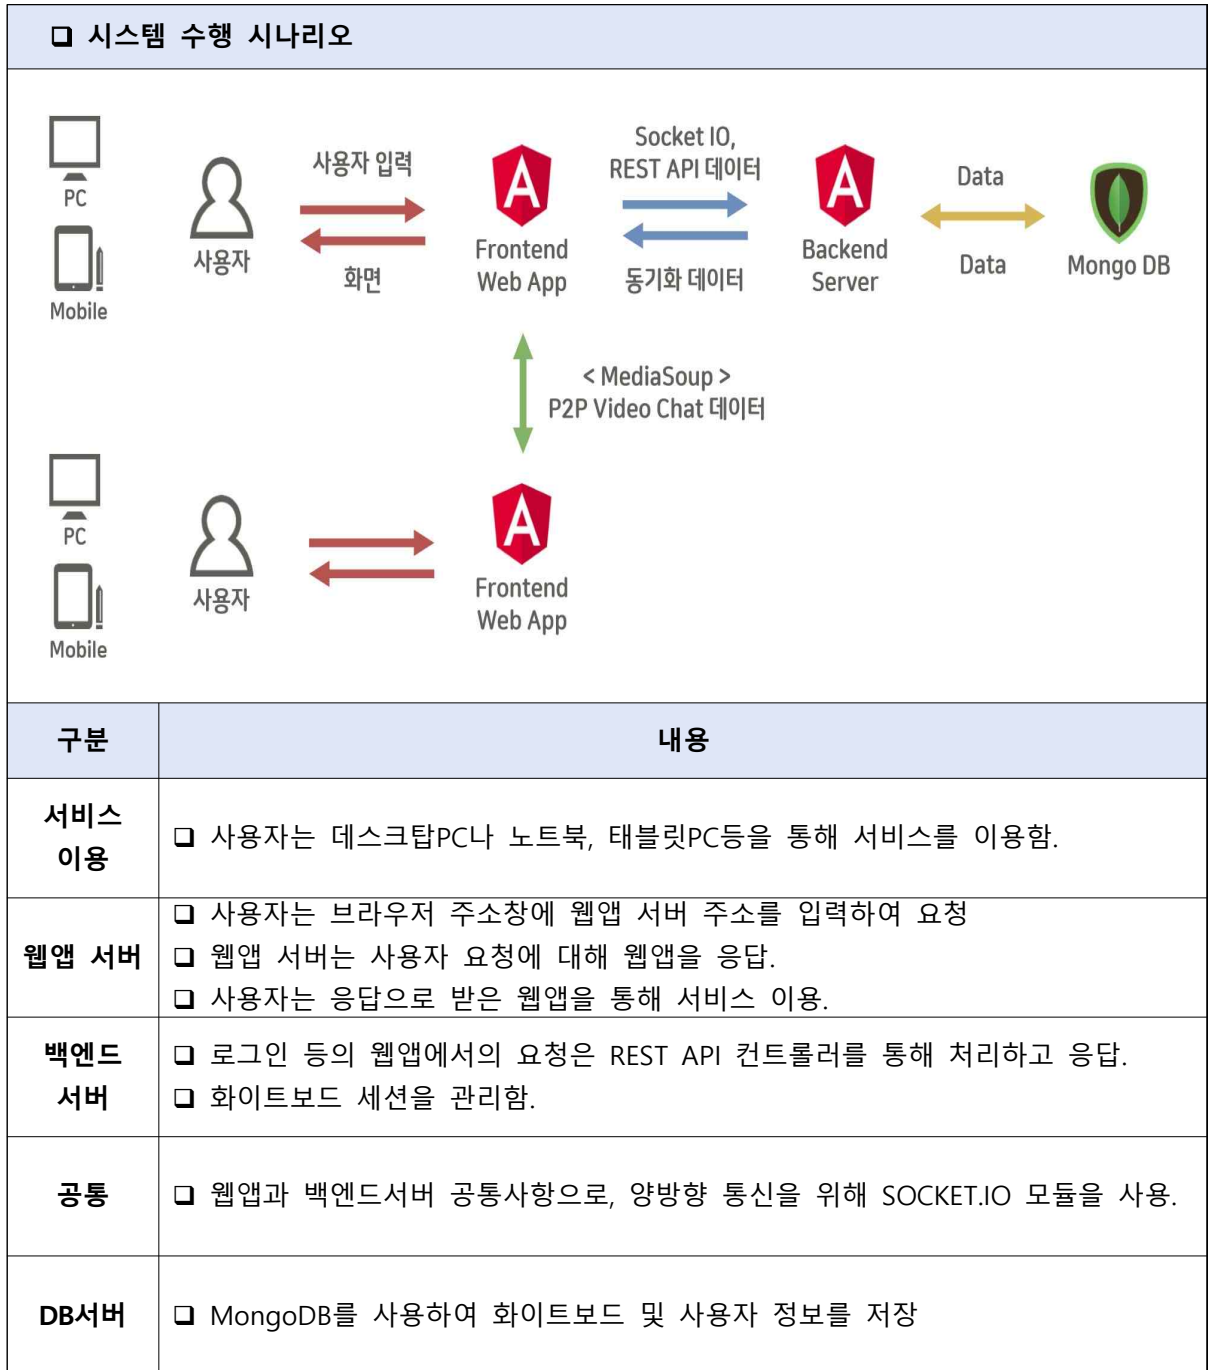 ❑ 시스템 수행 시나리오
PC
Mobile
사용자
사용자 입력
화면
Frontend
Web App
Socket IO,
REST API 데이터
동기화 데이터
Backend
Server
Data
Data
Mongo DB
< MediaSoup >
P2P Video Chat 데이터
PC
Mobile
사용자
Frontend
Web App
구분
내용
서비스
이용
❑ 사용자는 데스크탑PC나 노트북, 태블릿PC등을 통해 서비스를 이용함.
웹앱 서버
❑ 사용자는 브라우저 주소창에 웹앱 서버 주소를 입력하여 요청
❑ 웹앱 서버는 사용자 요청에 대해 웹앱을 응답.
❑ 사용자는 응답으로 받은 웹앱을 통해 서비스 이용.
백엔드
서버
❑ 로그인 등의 웹앱에서의 요청은 REST API 컨트롤러를 통해 처리하고 응답.
❑ 화이트보드 세션을 관리함.
공통
❑ 웹앱과 백엔드서버 공통사항으로, 양방향 통신을 위해 SOCKET.IO 모듈을 사용.
DB서버
❑ MongoDB를 사용하여 화이트보드 및 사용자 정보를 저장